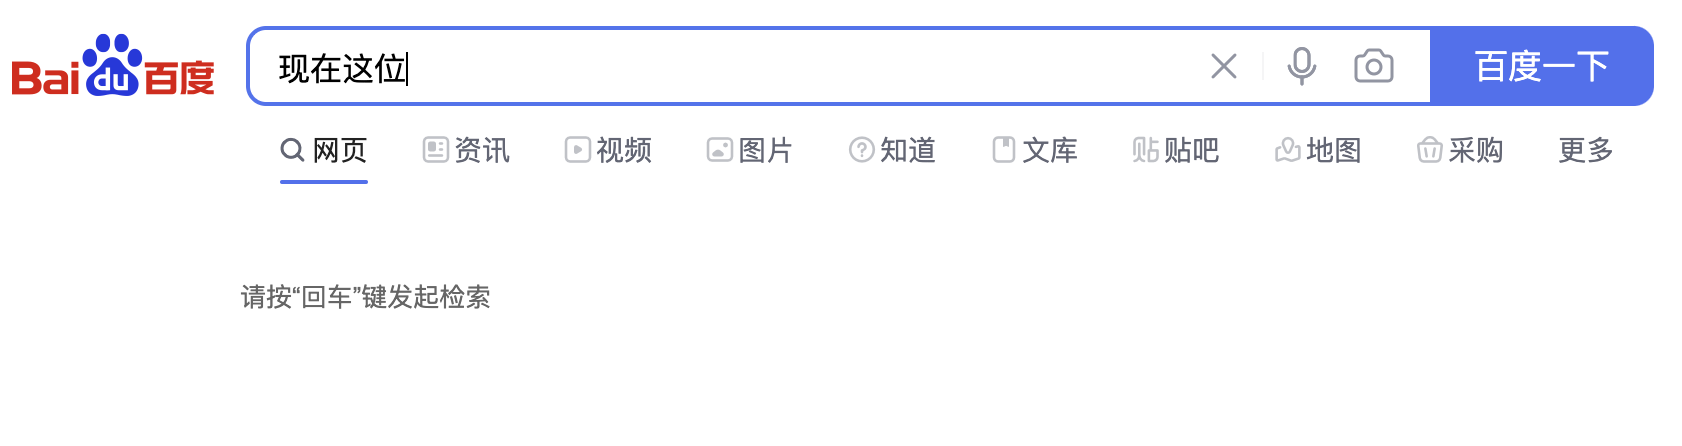 Bai du 百度 现在这位 百度一下
网页 资讯 视频 图片 知道 文库 贴 贴吧 地图 采购 更多
请按“回车”键发起检索